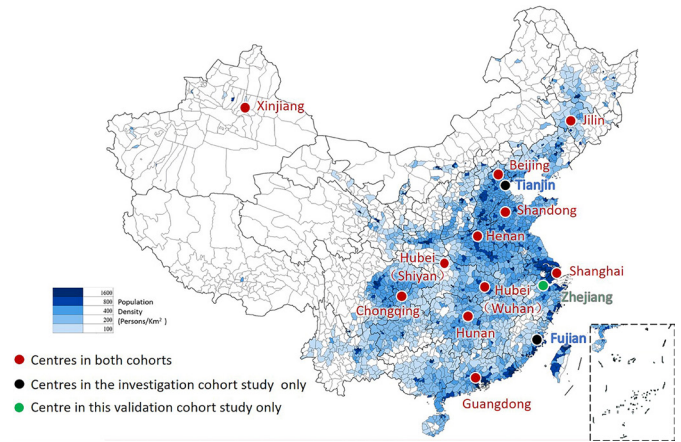 Xinjiang
Jilin
Beijing
Tianjin
Shandong
Henan
Hubei
（Shiyan）
Shanghai
Hubei
（Wuhan）
Zhejiang
Chongqing
Hunan
Fujian
Guangdong
1600
800
400
200
100
Population
Density
(Persons/Km²)
Centres in both cohorts
Centres in the investigation cohort study only
Centre in this validation cohort study only